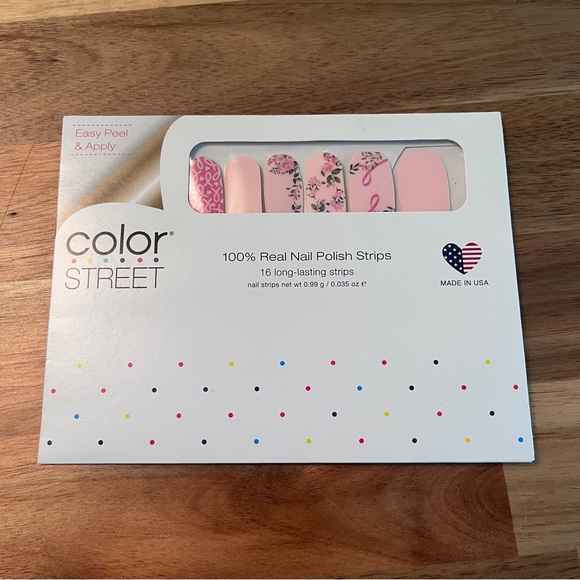 Easy Peel
& Apply
color®
STREET
100% Real Nail Polish Strips
16 long-lasting strips
nail strips net wt 0.99 g / 0.035 oz ℮
MADE IN USA